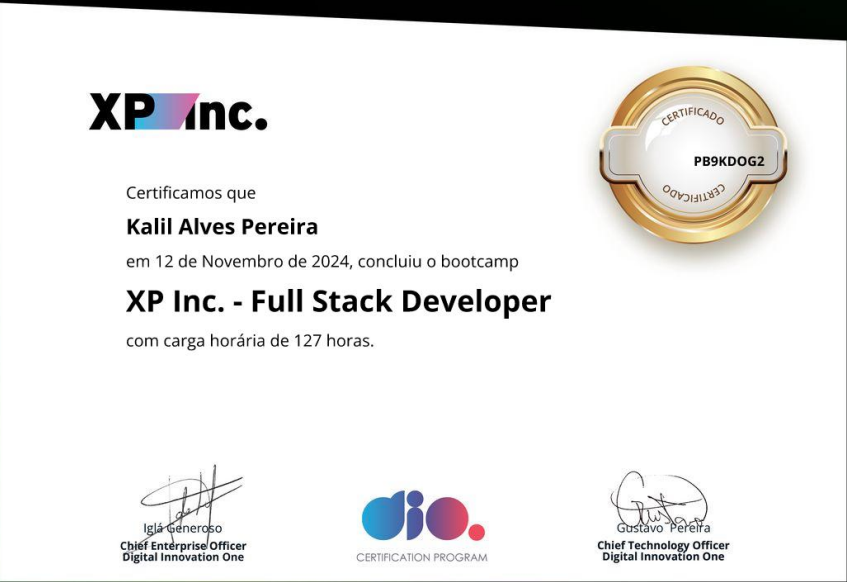 XP Inc.
CERTIFICADO
PB9KDOG2
CERTIFICADO
Certificamos que
Kalil Alves Pereira
em 12 de Novembro de 2024, concluiu o bootcamp
XP Inc. - Full Stack Developer
com carga horária de 127 horas.
Iglá Generoso
Chief Enterprise Officer
Digital Innovation One
dio.
CERTIFICATION PROGRAM
Gustavo Pereira
Chief Technology Officer
Digital Innovation One